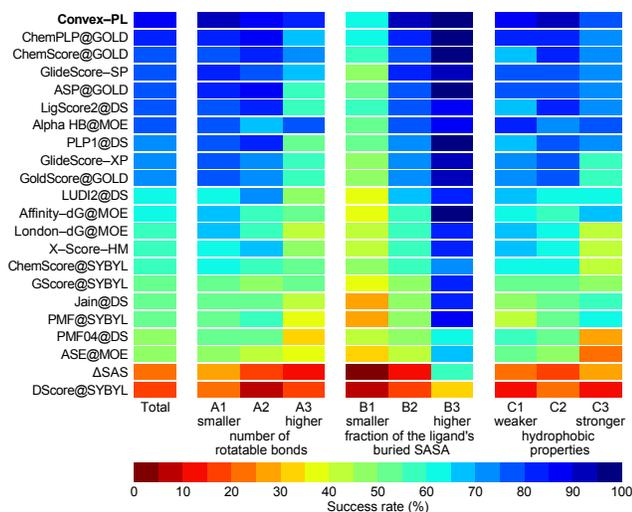 Convex–PL
ChemPLP@GOLD
ChemScore@GOLD
GlideScore–SP
ASP@GOLD
LigScore2@DS
Alpha HB@MOE
PLP1@DS
GlideScore–XP
GoldScore@GOLD
LUDI2@DS
Affinity–dG@MOE
London–dG@MOE
X–Score–HM
ChemScore@SYBYL
GScore@SYBYL
Jain@DS
PMF@SYBYL
PMF04@DS
ASE@MOE
ΔSAS
DScore@SYBYL
Total A1 A2 A3 B1 B2 B3 C1 C2 C3
smaller higher smaller higher weaker stronger
number of fraction of the ligand's hydrophobic
rotatable bonds buried SASA properties
0 10 20 30 40 50 60 70 80 90 100
Success rate (%)